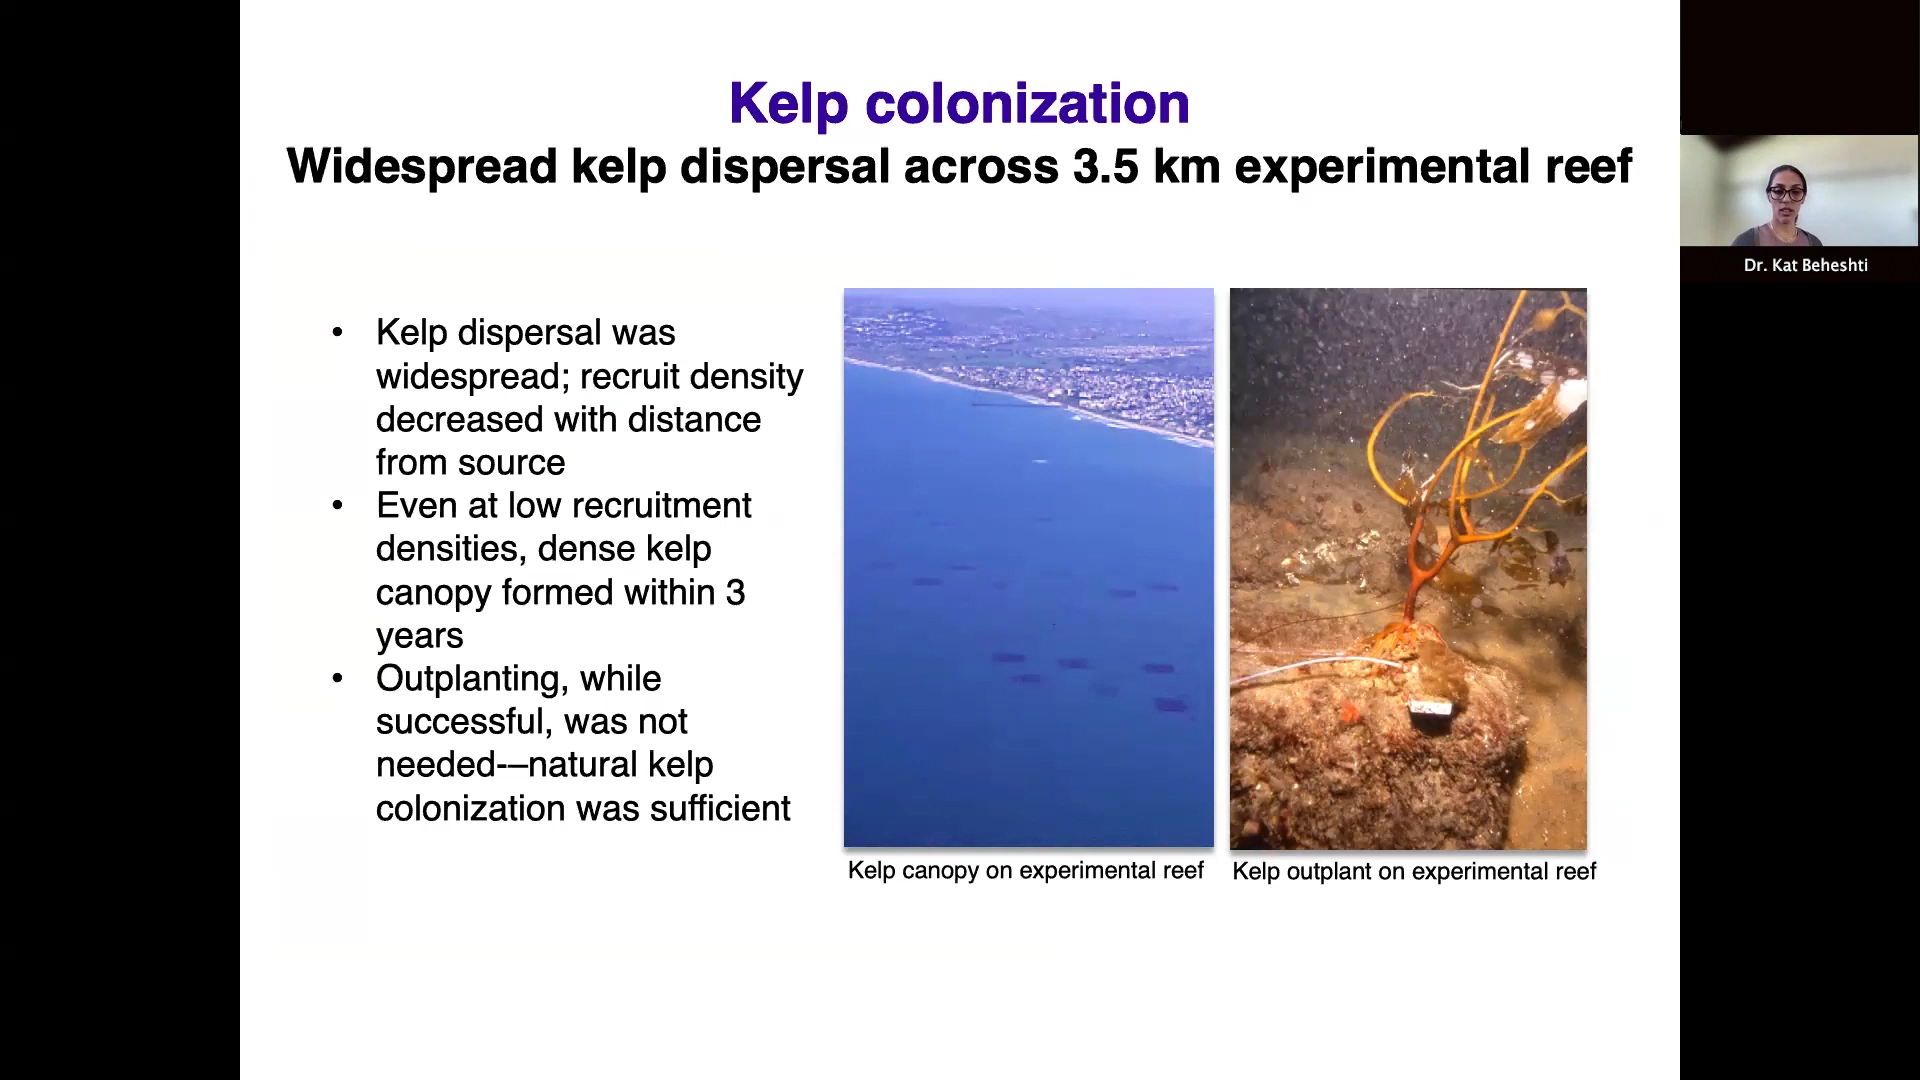 Kelp colonization
Widespread kelp dispersal across 3.5 km experimental reef
Dr. Kat Beheshti
• Kelp dispersal was
widespread; recruit density
decreased with distance
from source
• Even at low recruitment
densities, dense kelp
canopy formed within 3
years
• Outplanting, while
successful, was not
needed-–natural kelp
colonization was sufficient
Kelp canopy on experimental reef
Kelp outplant on experimental reef